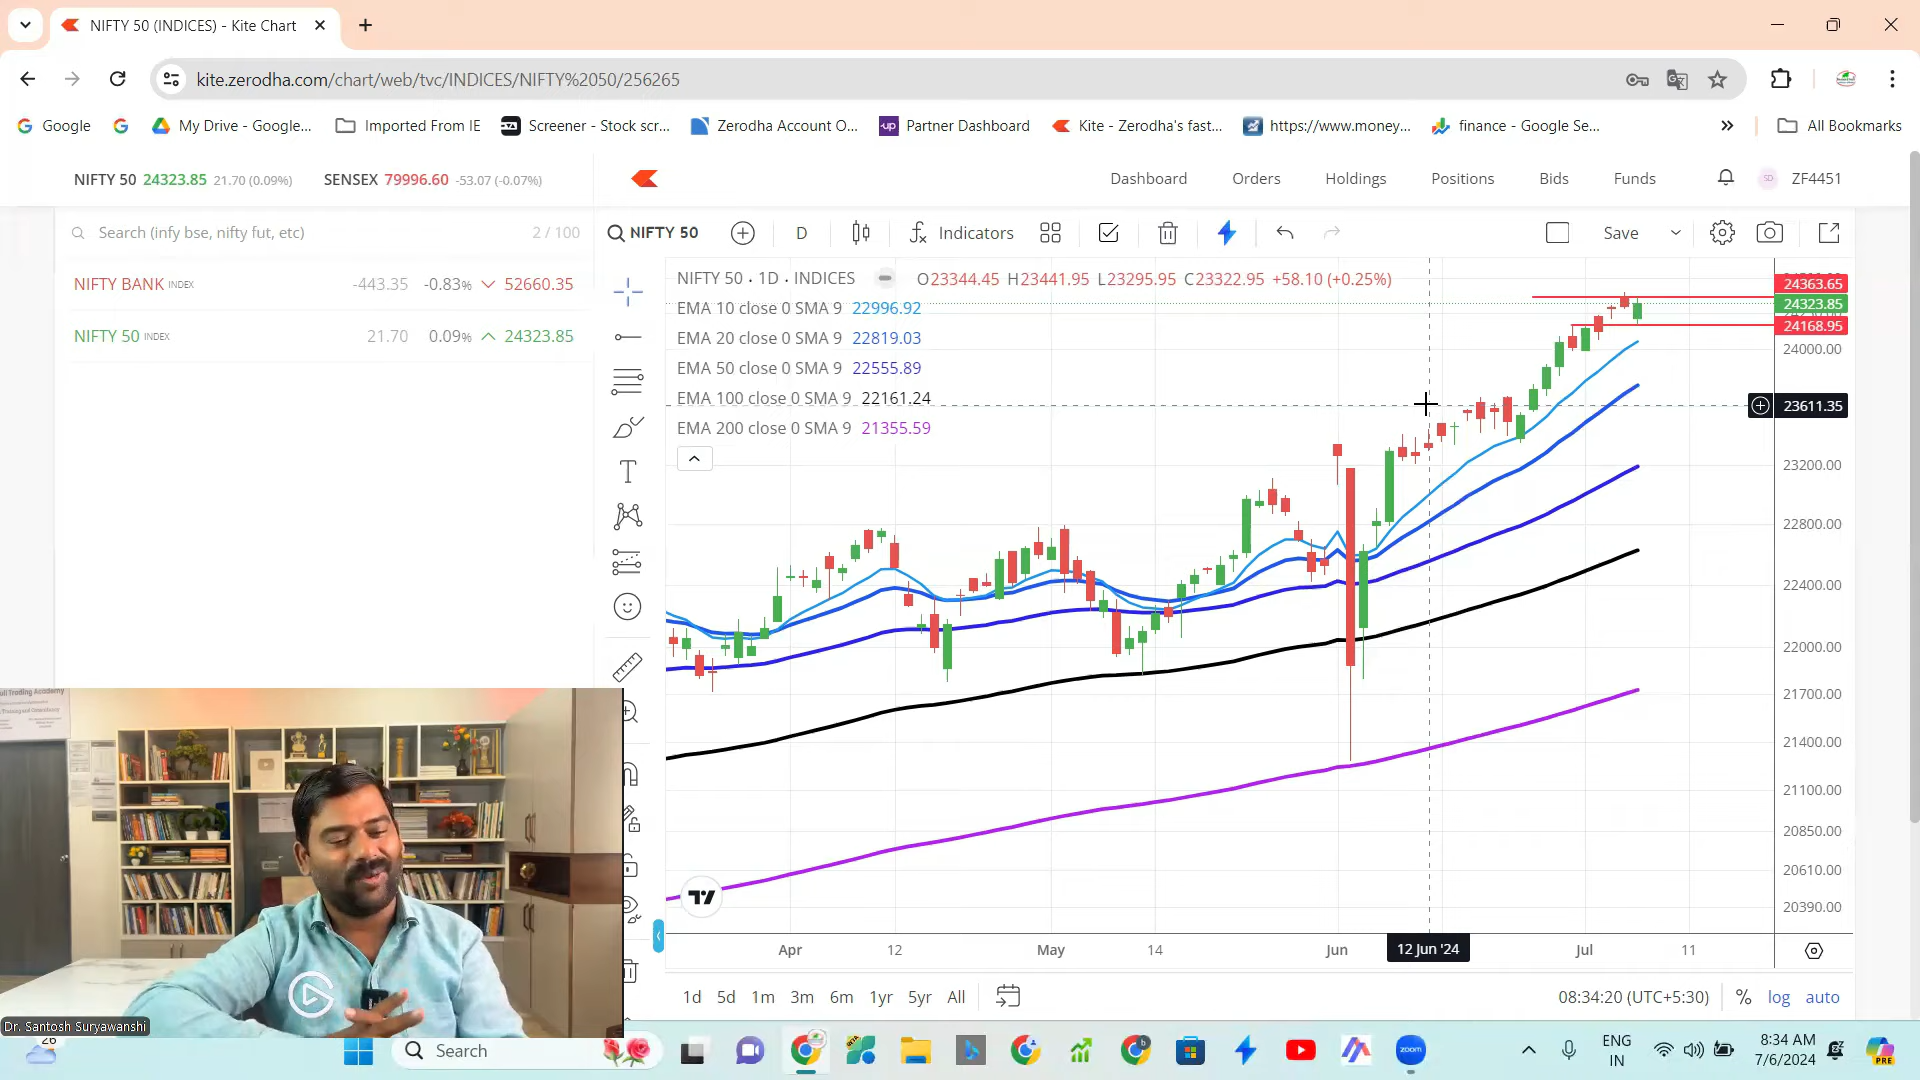 NIFTY 50 (INDICES) - Kite Chart
kite.zerodha.com/chart/web/tvc/INDICES/NIFTY%2050/256265
Google
My Drive - Google...
Imported From IE
Screener - Stock scr...
Zerodha Account O...
up Partner Dashboard
Kite - Zerodha's fast...
https://www.money...
finance - Google Se...
All Bookmarks
NIFTY 50 24323.85 21.70 (0.09%)
SENSEX 79996.60 -53.07 (-0.07%)
Dashboard
Orders
Holdings
Positions
Bids
Funds
SD
ZF4451
Search (infy bse, nifty fut, etc)
2 / 100
NIFTY 50
D
Indicators
Save
NIFTY BANK INDEX -443.35 -0.83% 52660.35
NIFTY 50 INDEX 21.70 0.09% 24323.85
NIFTY 50 · 1D · INDICES O23344.45 H23441.95 L23295.95 C23322.95 +58.10 (+0.25%)
EMA 10 close 0 SMA 9 22996.92
EMA 20 close 0 SMA 9 22819.03
EMA 50 close 0 SMA 9 22555.89
EMA 100 close 0 SMA 9 22161.24
EMA 200 close 0 SMA 9 21355.59
24363.65
24323.85
24168.95
24000.00
23611.35
23200.00
22800.00
22400.00
22000.00
21700.00
21400.00
21100.00
20850.00
20610.00
20390.00
Apr
12
May
14
Jun
12 Jun '24
Jul
11
1d 5d 1m 3m 6m 1yr 5yr All
08:34:20 (UTC+5:30)
%
log
auto
Trading Academy
Dr. Santosh Suryawanshi
26
Search
zoom
ENG
IN
8:34 AM
7/6/2024
PRE